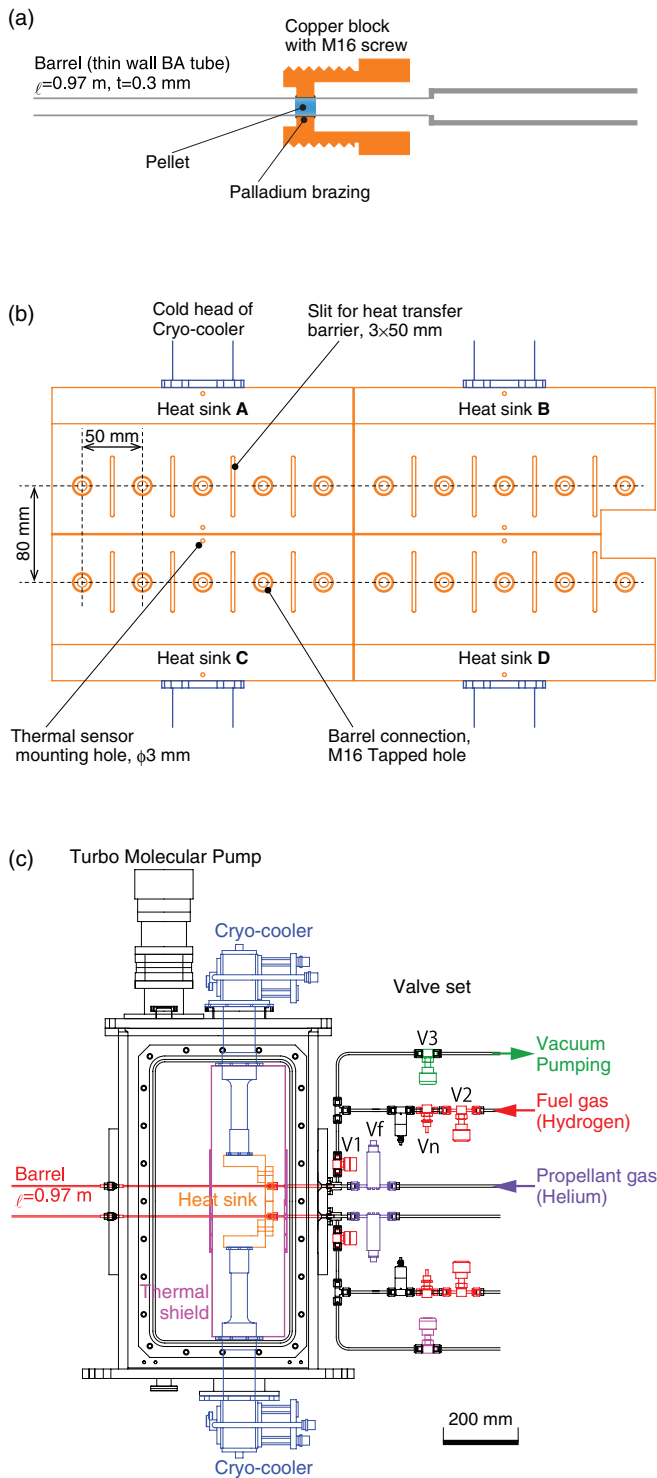 (a)
Copper block
with M16 screw
Barrel (thin wall BA tube)
ℓ=0.97 m, t=0.3 mm
Pellet
Palladium brazing
(b)
Cold head of
Cryo-cooler
Slit for heat transfer
barrier, 3×50 mm
Heat sink A
Heat sink B
50 mm
80 mm
Heat sink C
Heat sink D
Thermal sensor
mounting hole, ϕ3 mm
Barrel connection,
M16 Tapped hole
(c)
Turbo Molecular Pump
Cryo-cooler
Valve set
V3
Vacuum
Pumping
V2
Fuel gas
(Hydrogen)
Vn
V1
Vf
Barrel
ℓ=0.97 m
Heat sink
Propellant gas
(Helium)
Thermal
shield
200 mm
Cryo-cooler